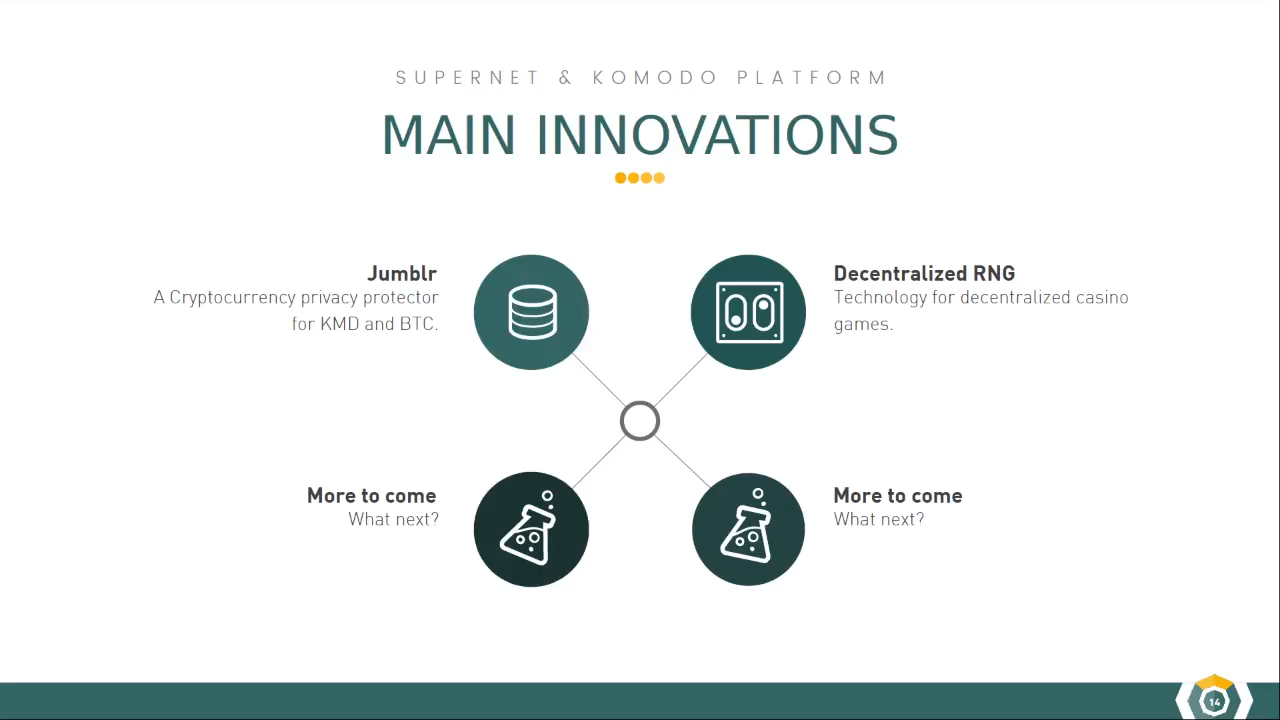 SUPERNET & KOMODO PLATFORM
MAIN INNOVATIONS
Jumblr
A Cryptocurrency privacy protector
for KMD and BTC.
Decentralized RNG
Technology for decentralized casino
games.
More to come
What next?
More to come
What next?
14